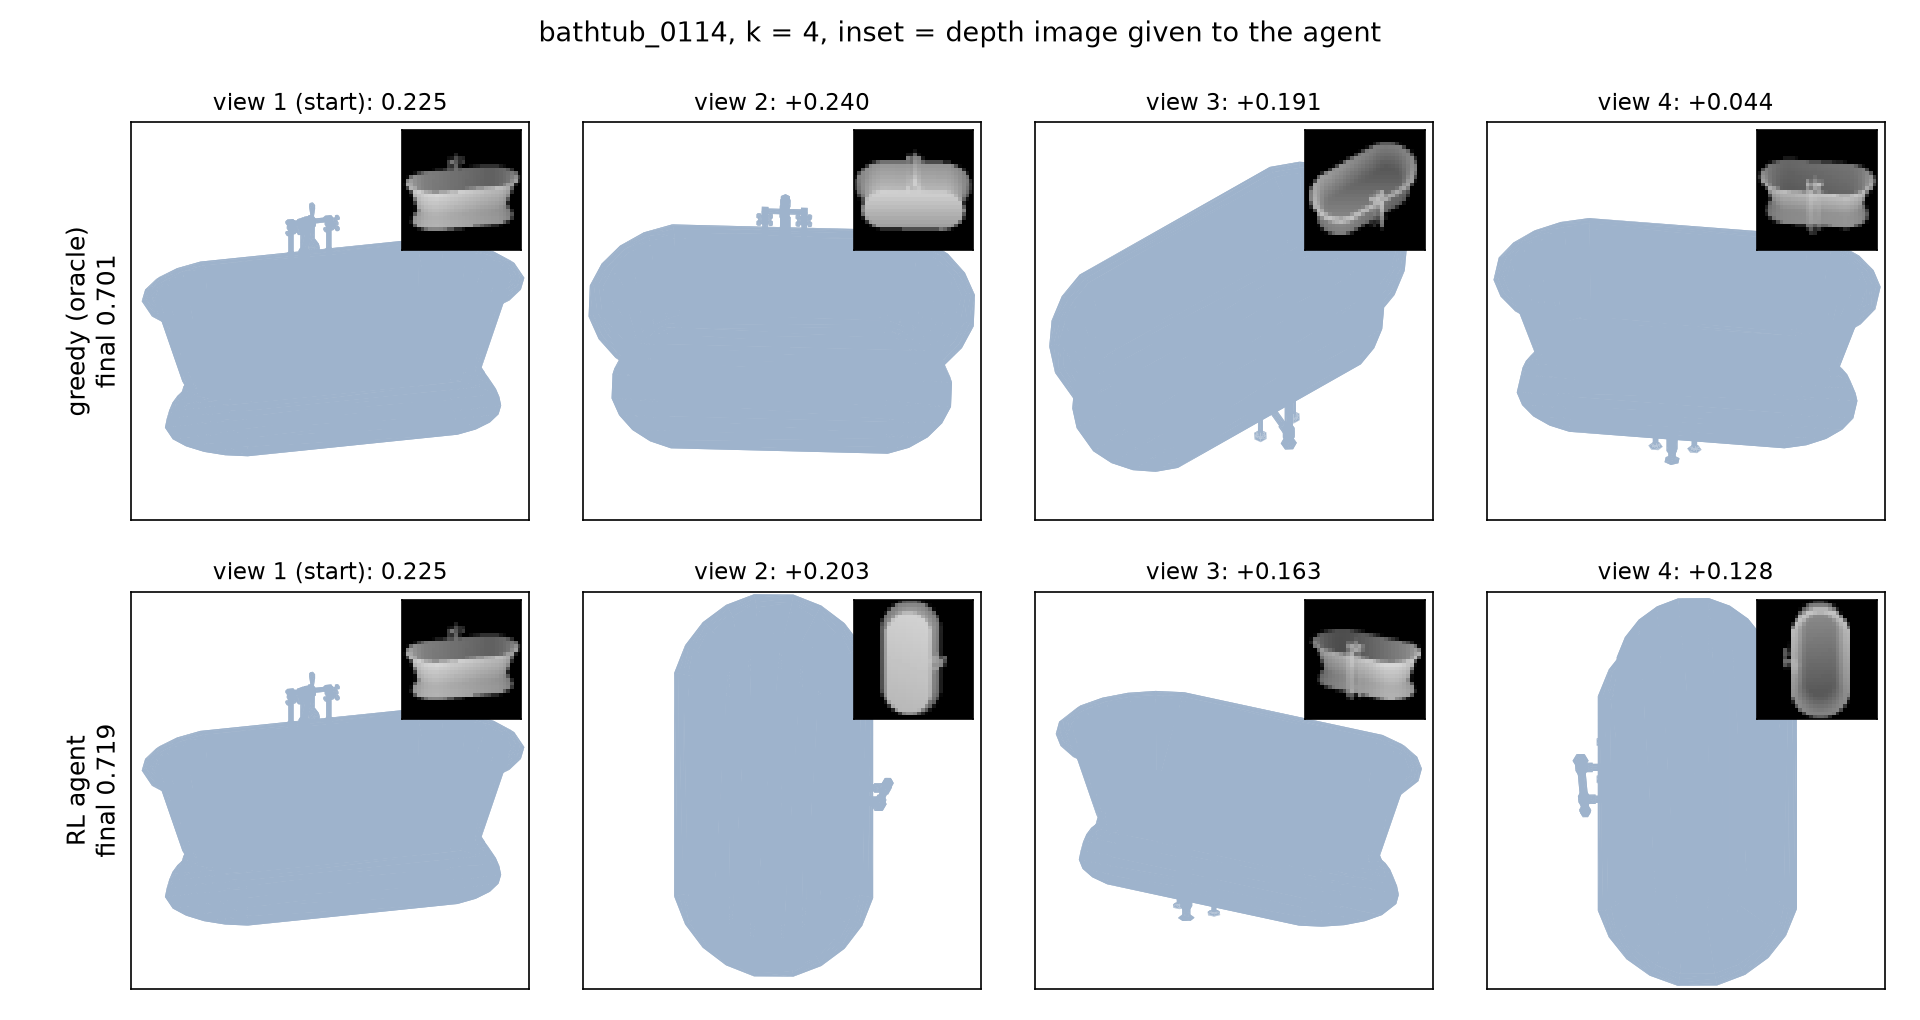 bathtub_0114, k = 4, inset = depth image given to the agent
greedy (oracle)
final 0.701
view 1 (start): 0.225
view 2: +0.240
view 3: +0.191
view 4: +0.044
RL agent
final 0.719
view 1 (start): 0.225
view 2: +0.203
view 3: +0.163
view 4: +0.128